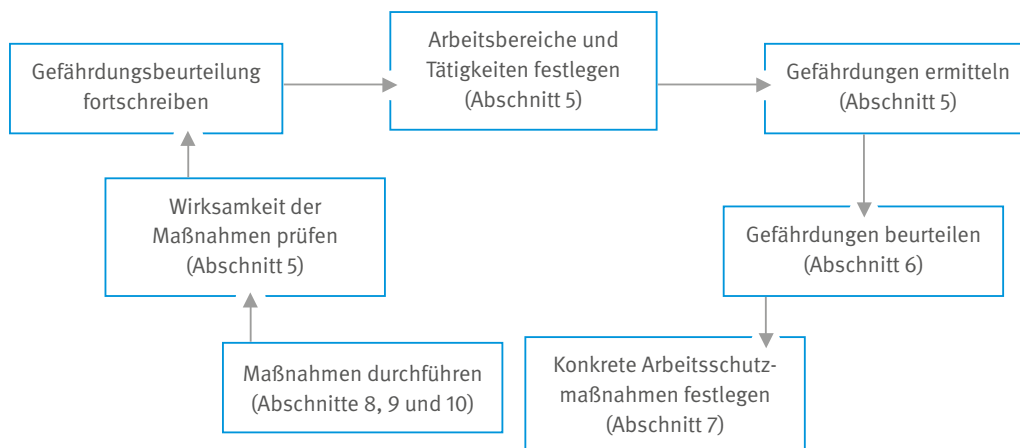 Arbeitsbereiche und
Tätigkeiten festlegen
(Abschnitt 5)
Gefährdungen ermitteln
(Abschnitt 5)
Gefährdungen beurteilen
(Abschnitt 6)
Konkrete Arbeitsschutz-
maßnahmen festlegen
(Abschnitt 7)
Maßnahmen durchführen
(Abschnitte 8, 9 und 10)
Wirksamkeit der
Maßnahmen prüfen
(Abschnitt 5)
Gefährdungsbeurteilung
fortschreiben